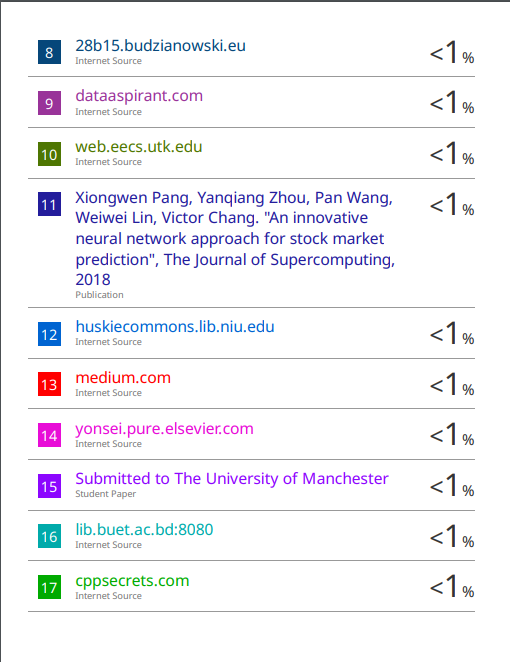 8 28b15.budzianowski.eu <1%
Internet Source
9 dataaspirant.com <1%
Internet Source
10 web.eecs.utk.edu <1%
Internet Source
11 Xiongwen Pang, Yanqiang Zhou, Pan Wang, <1%
Weiwei Lin, Victor Chang. "An innovative
neural network approach for stock market
prediction", The Journal of Supercomputing,
2018
Publication
12 huskiecommons.lib.niu.edu <1%
Internet Source
13 medium.com <1%
Internet Source
14 yonsei.pure.elsevier.com <1%
Internet Source
15 Submitted to The University of Manchester <1%
Student Paper
16 lib.buet.ac.bd:8080 <1%
Internet Source
17 cppsecrets.com <1%
Internet Source